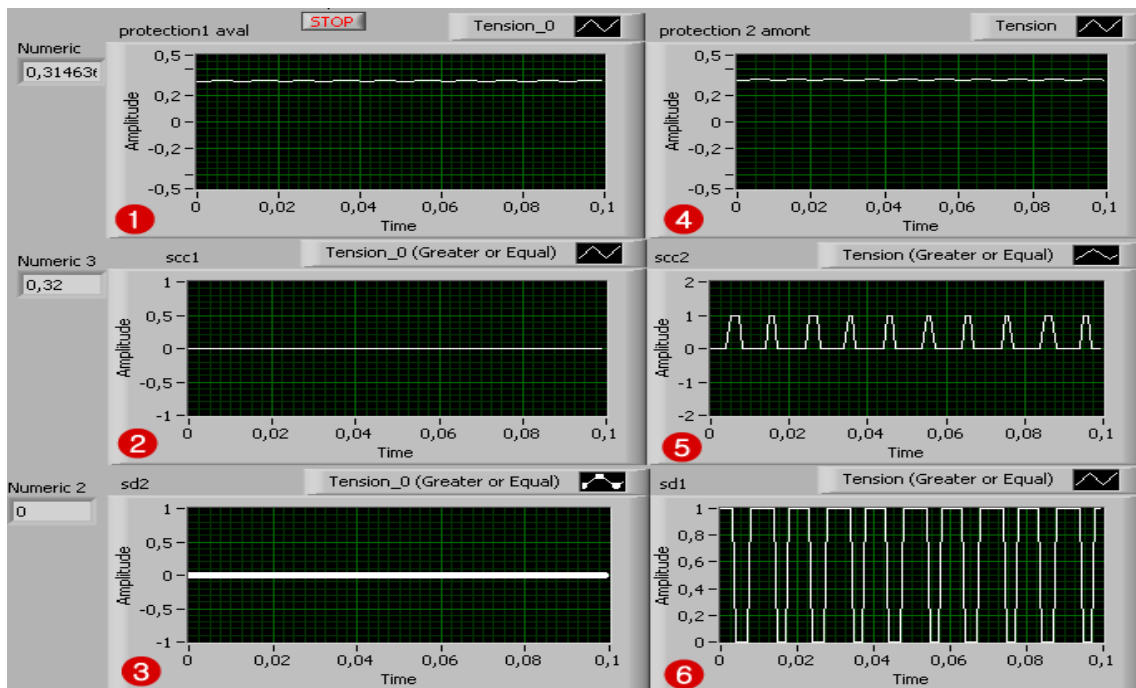 STOP
protection1 aval
Tension_0
Numeric
0,31463
Amplitude
0,5
0,2
0
-0,2
-0,5
0 0,02 0,04 0,06 0,08 0,1
Time
1
protection 2 amont
Tension
Amplitude
0,5
0,2
0
-0,2
-0,5
0 0,02 0,04 0,06 0,08 0,1
Time
4
Numeric 3
0,32
scc1
Tension_0 (Greater or Equal)
Amplitude
1
0,5
0
-0,5
-1
0 0,02 0,04 0,06 0,08 0,1
Time
2
scc2
Tension (Greater or Equal)
Amplitude
2
1
0
-1
-2
0 0,02 0,04 0,06 0,08 0,1
Time
5
Numeric 2
0
sd2
Tension_0 (Greater or Equal)
Amplitude
1
0,5
0
-0,5
-1
0 0,02 0,04 0,06 0,08 0,1
Time
3
sd1
Tension (Greater or Equal)
Amplitude
1
0,8
0,6
0,4
0,2
0
0 0,02 0,04 0,06 0,08 0,1
Time
6